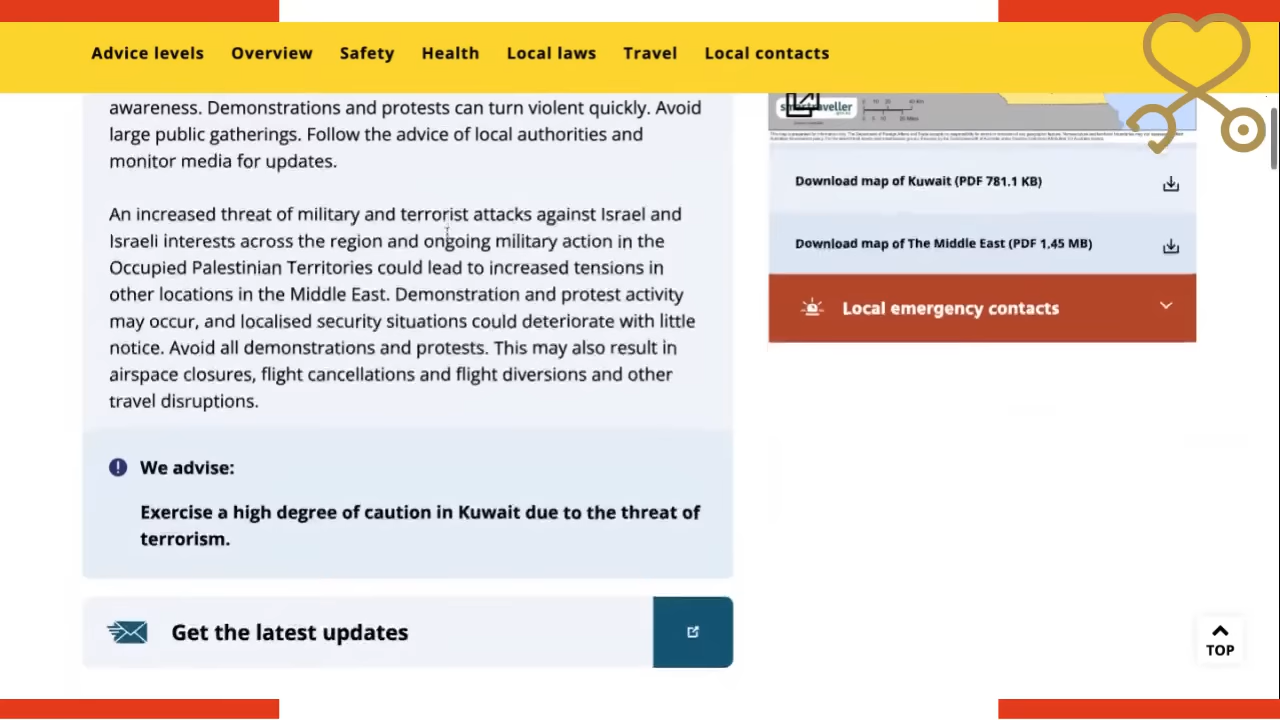 Advice levels Overview Safety Health Local laws Travel Local contacts
awareness. Demonstrations and protests can turn violent quickly. Avoid
large public gatherings. Follow the advice of local authorities and
monitor media for updates.
An increased threat of military and terrorist attacks against Israel and
Israeli interests across the region and ongoing military action in the
Occupied Palestinian Territories could lead to increased tensions in
other locations in the Middle East. Demonstration and protest activity
may occur, and localised security situations could deteriorate with little
notice. Avoid all demonstrations and protests. This may also result in
airspace closures, flight cancellations and flight diversions and other
travel disruptions.
We advise:
Exercise a high degree of caution in Kuwait due to the threat of
terrorism.
Get the latest updates
Download map of Kuwait (PDF 781.1 KB)
Download map of The Middle East (PDF 1.45 MB)
Local emergency contacts
TOP